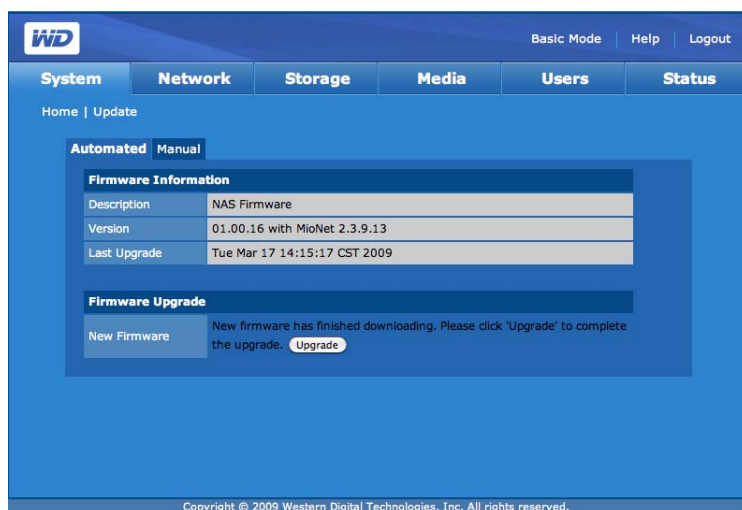 WD
Basic Mode Help Logout
System Network Storage Media Users Status
Home | Update
Automated Manual
Firmware Information
Description NAS Firmware
Version 01.00.16 with MioNet 2.3.9.13
Last Upgrade Tue Mar 17 14:15:17 CST 2009
Firmware Upgrade
New Firmware New firmware has finished downloading. Please click 'Upgrade' to complete
the upgrade. Upgrade
Copyright © 2009 Western Digital Technologies, Inc. All rights reserved.